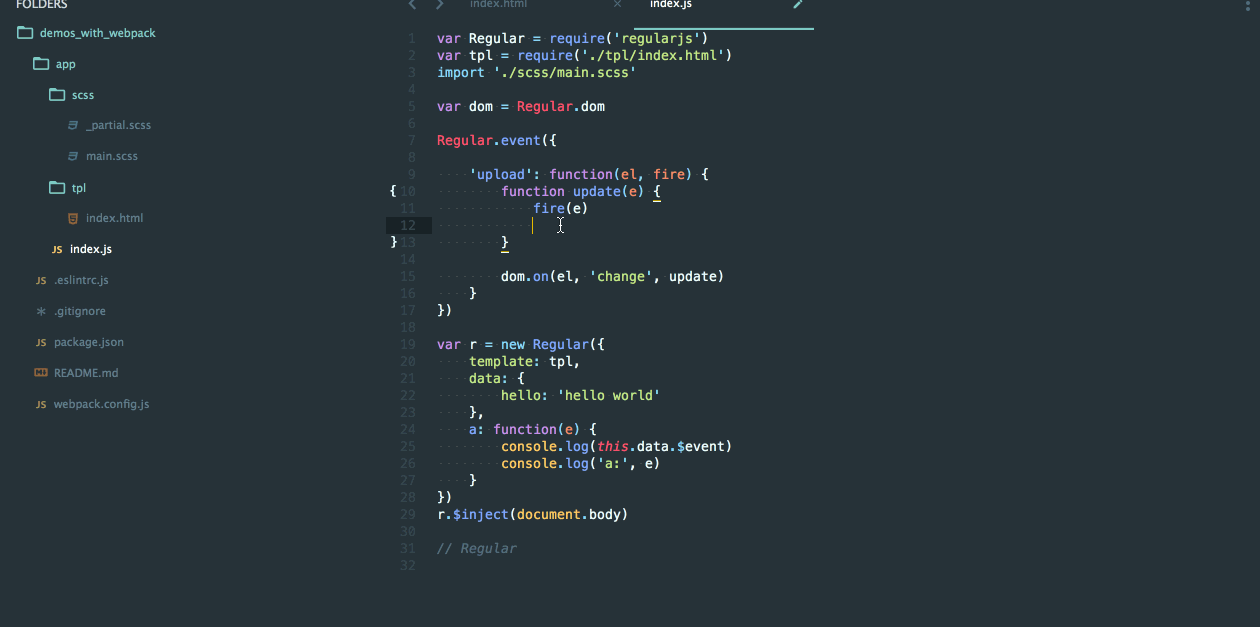 FOLDERS
demos_with_webpack
app
scss
_partial.scss
main.scss
tpl
index.html
JS index.js
JS .eslintrc.js
* .gitignore
JS package.json
README.md
JS webpack.config.js
index.html × index.js
1 var Regular = require('regularjs')
2 var tpl = require('./tpl/index.html')
3 import './scss/main.scss'
4
5 var dom = Regular.dom
6
7 Regular.event({
8
9 'upload': function(el, fire) {
{ 10 function update(e) {
11 fire(e)
12
} 13 }
14
15 dom.on(el, 'change', update)
16 }
17 })
18
19 var r = new Regular({
20 template: tpl,
21 data: {
22 hello: 'hello world'
23 },
24 a: function(e) {
25 console.log(this.data.$event)
26 console.log('a:', e)
27 }
28 })
29 r.$inject(document.body)
30
31 // Regular
32